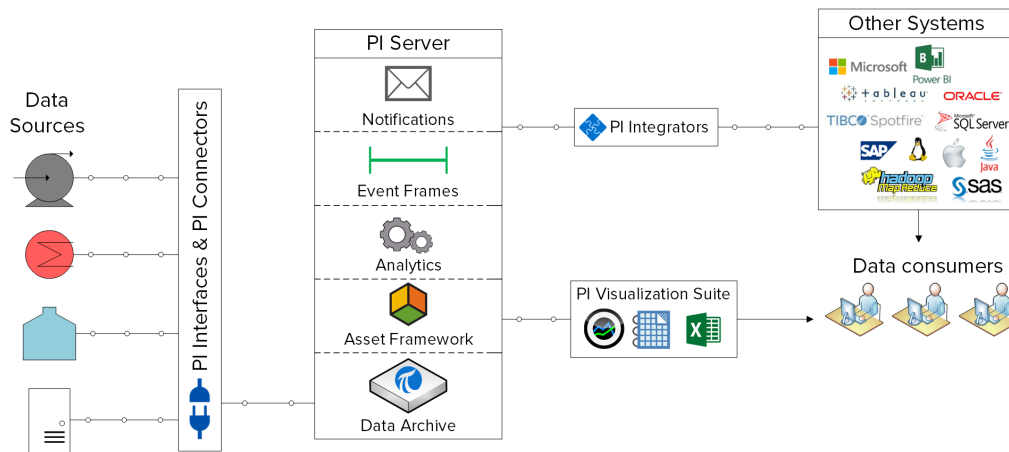 Data
Sources
PI Interfaces & PI Connectors
PI Server
Notifications
Event Frames
Analytics
Asset Framework
Data Archive
PI Integrators
PI Visualization Suite
Other Systems
Microsoft
Power BI
tableau
SOFTWARE
ORACLE
TIBCO Spotfire
Microsoft
SQL Server
SAP
Java
hadoop
MapReduce
sas
Data consumers